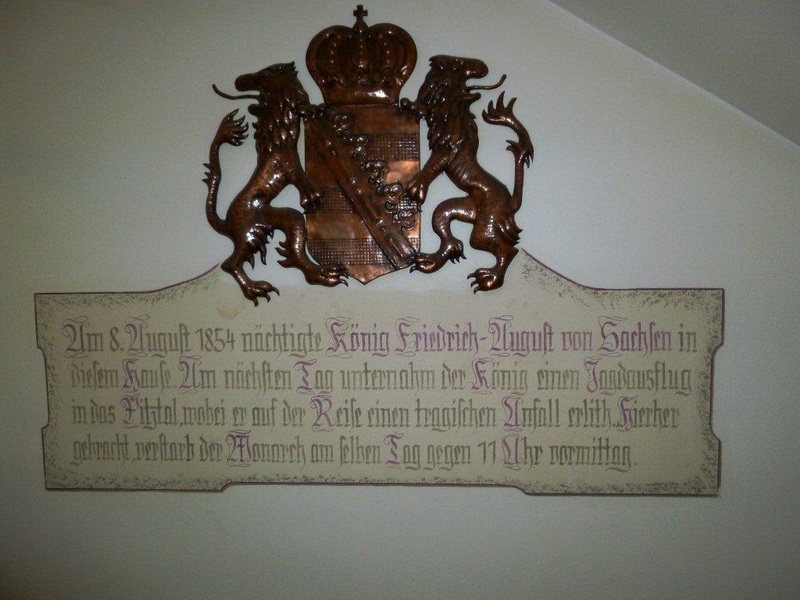 Am 8. August 1854 nächtigte König Friedrich-August von Sachsen in
diesem Hause. Am nächsten Tag unternahm der König einen Jagdausflug
in das Pitztal, wobei er auf der Reise einen tragischen Unfall erlitt. Hierher
gebracht, verstarb der Monarch am selben Tag gegen 11 Uhr vormittag.